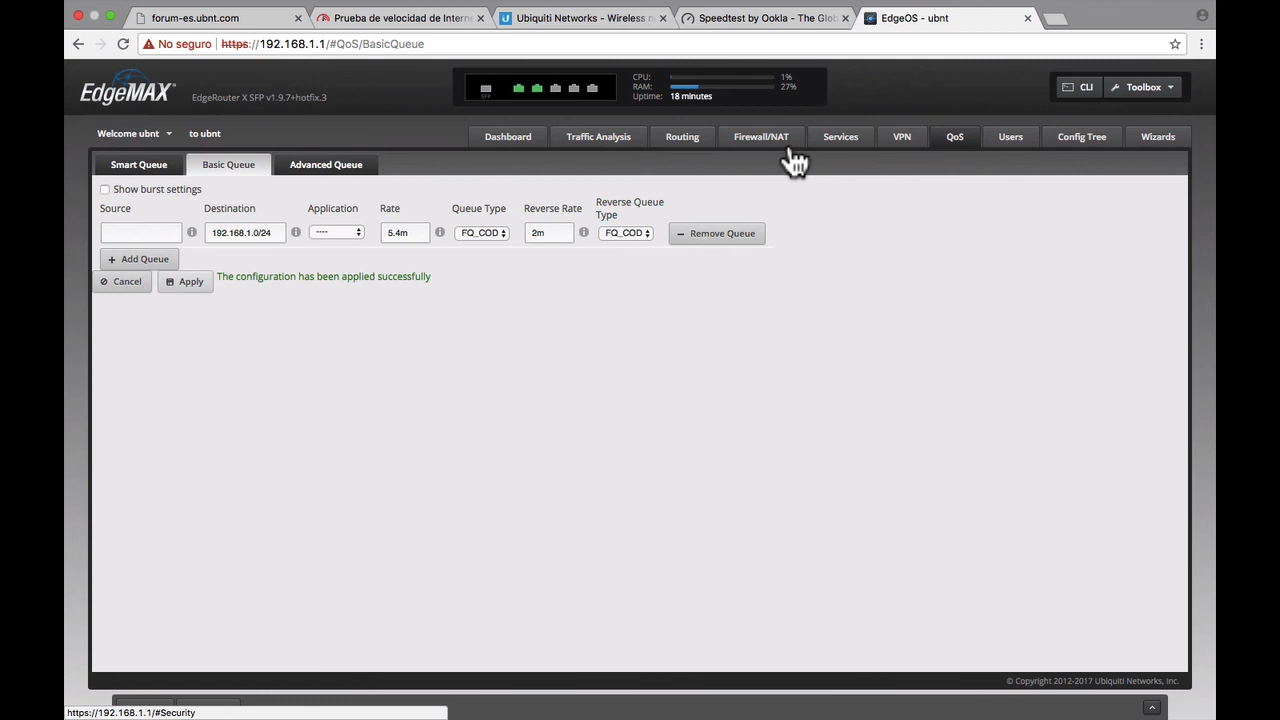 forum-es.ubnt.com
Prueba de velocidad de Intern
Ubiquiti Networks - Wireless n
Speedtest by Ookla - The Glob
EdgeOS - ubnt
No seguro https://192.168.1.1/#QoS/BasicQueue
EdgeMAX
EdgeRouter X SFP v1.9.7+hotfix.3
SFP
CPU: 1%
RAM: 27%
Uptime: 18 minutes
CLI
Toolbox
Welcome ubnt to ubnt
Dashboard
Traffic Analysis
Routing
Firewall/NAT
Services
VPN
QoS
Users
Config Tree
Wizards
Smart Queue
Basic Queue
Advanced Queue
Show burst settings
Source
Destination
Application
Rate
Queue Type
Reverse Rate
Reverse Queue
Type
192.168.1.0/24
----
5.4m
FQ_COD
2m
FQ_COD
− Remove Queue
+ Add Queue
Cancel
Apply
The configuration has been applied successfully
© Copyright 2012-2017 Ubiquiti Networks, Inc.
https://192.168.1.1/#Security